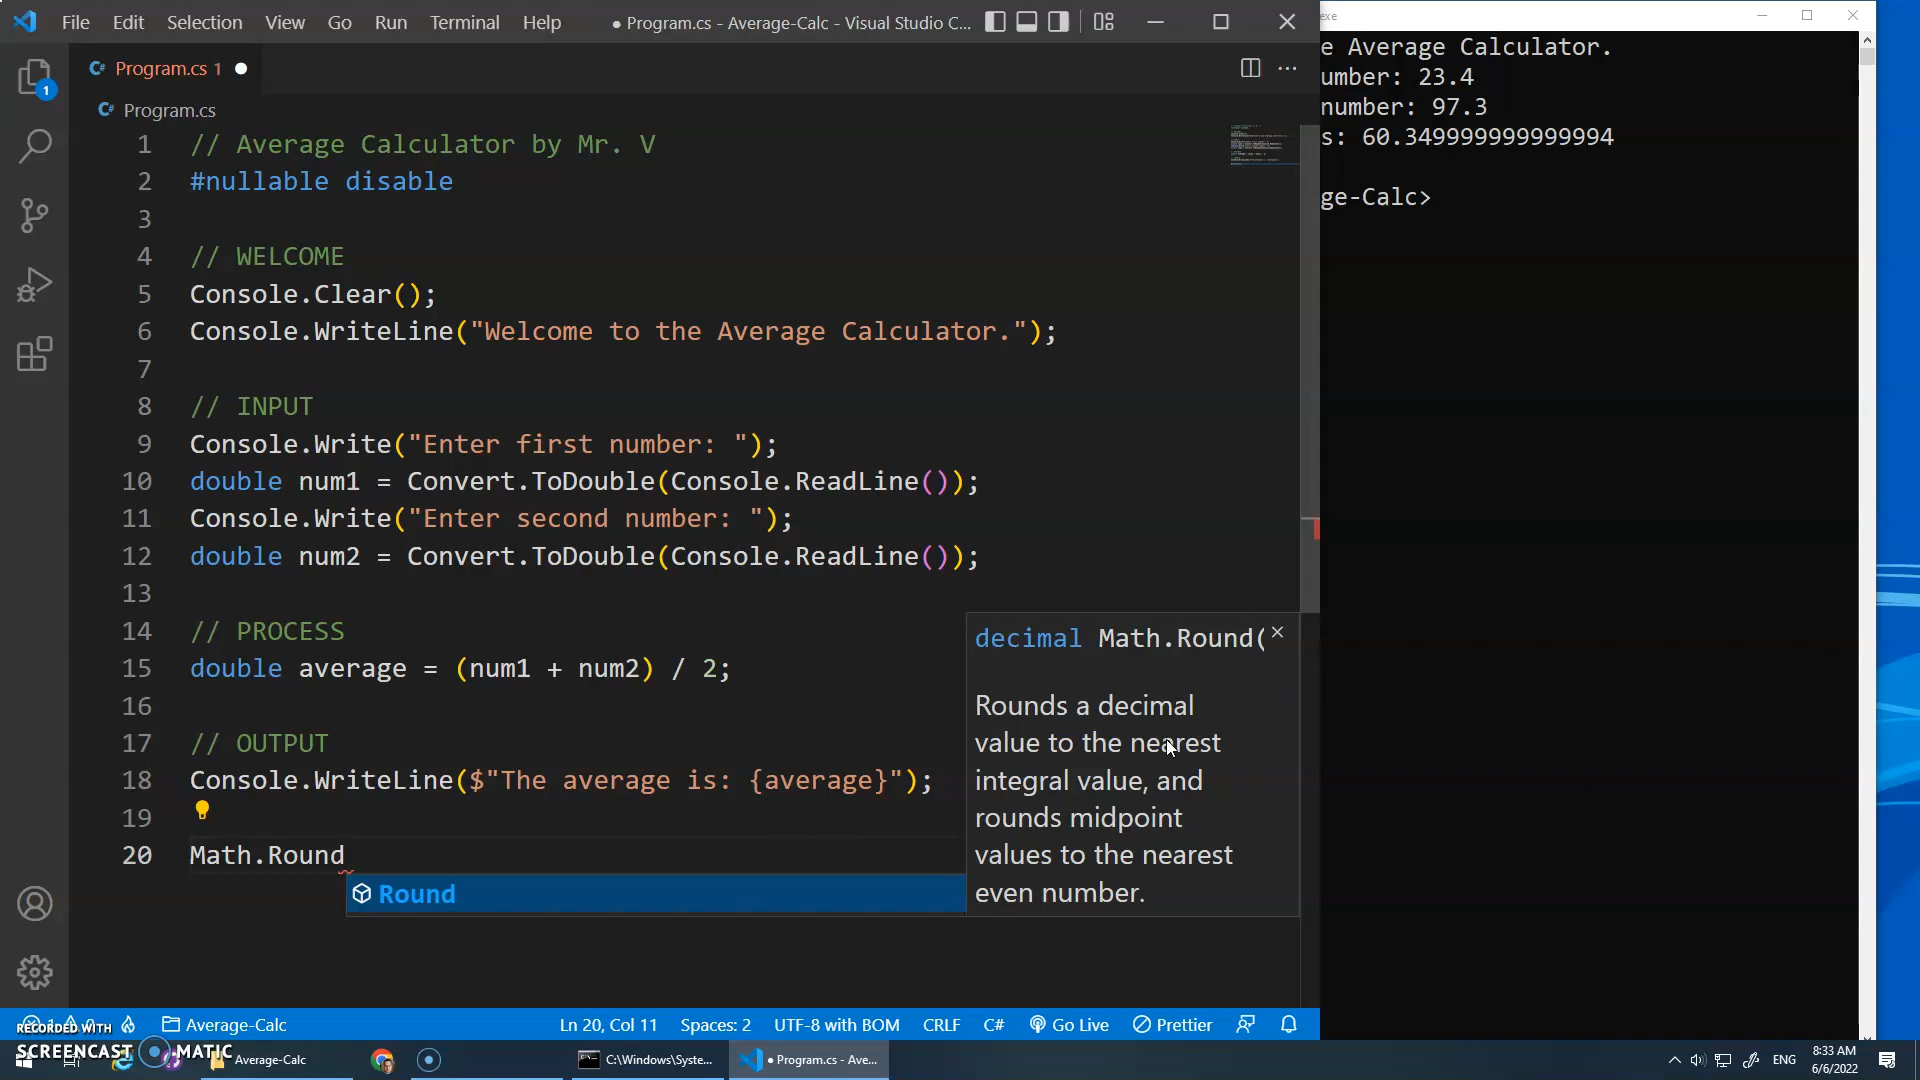 File Edit Selection View Go Run Terminal Help ● Program.cs - Average-Calc - Visual Studio C...
exe
C# Program.cs 1
C# Program.cs
1 // Average Calculator by Mr. V
2 #nullable disable
3
4 // WELCOME
5 Console.Clear();
6 Console.WriteLine("Welcome to the Average Calculator.");
7
8 // INPUT
9 Console.Write("Enter first number: ");
10 double num1 = Convert.ToDouble(Console.ReadLine());
11 Console.Write("Enter second number: ");
12 double num2 = Convert.ToDouble(Console.ReadLine());
13
14 // PROCESS
15 double average = (num1 + num2) / 2;
16
17 // OUTPUT
18 Console.WriteLine($"The average is: {average}");
19
20 Math.Round
Round
decimal Math.Round(
Rounds a decimal
value to the nearest
integral value, and
rounds midpoint
values to the nearest
even number.
e Average Calculator.
umber: 23.4
number: 97.3
s: 60.349999999999994
ge-Calc>
1
Average-Calc Ln 20, Col 11 Spaces: 2 UTF-8 with BOM CRLF C# Go Live Prettier
RECORDED WITH
SCREENCAST MATIC
Average-Calc C:\Windows\Syste... ● Program.cs - Ave... ENG 8:33 AM
6/6/2022